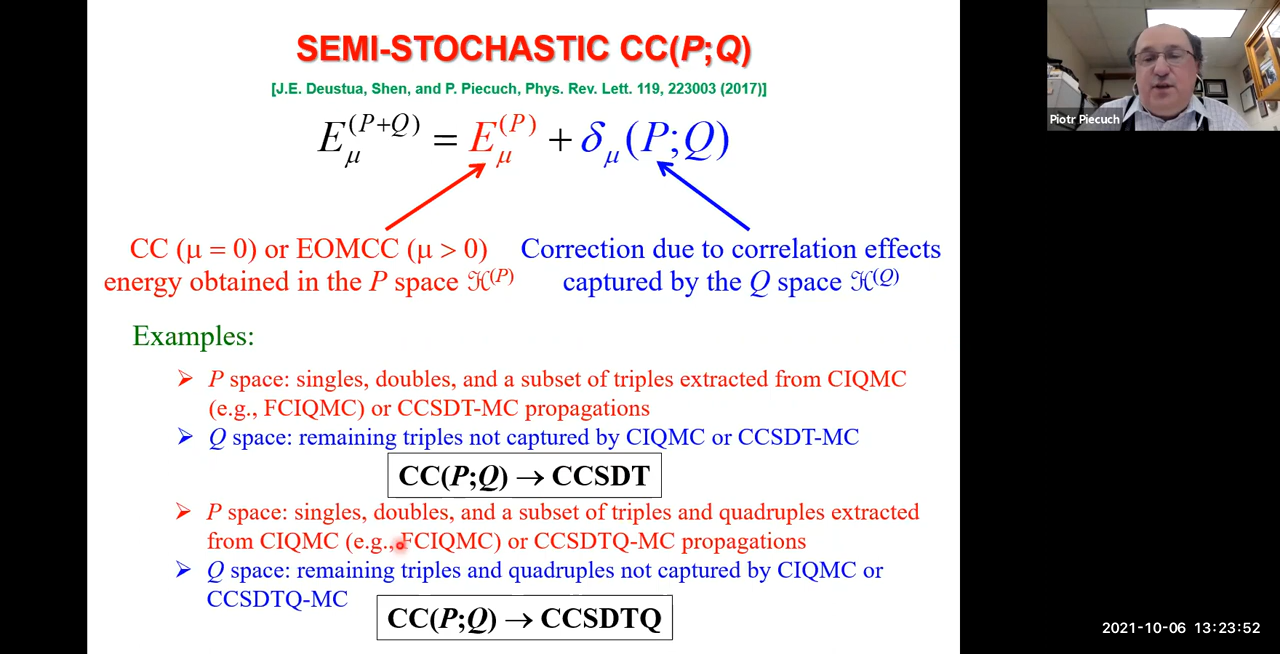 SEMI-STOCHASTIC CC(P;Q)
[J.E. Deustua, Shen, and P. Piecuch, Phys. Rev. Lett. 119, 223003 (2017)]
E_μ^(P+Q) = E_μ^(P) + δ_μ(P;Q)
CC (μ = 0) or EOMCC (μ > 0)
energy obtained in the P space ℋ^(P)
Correction due to correlation effects
captured by the Q space ℋ^(Q)
Examples:
➢ P space: singles, doubles, and a subset of triples extracted from CIQMC
(e.g., FCIQMC) or CCSDT-MC propagations
➢ Q space: remaining triples not captured by CIQMC or CCSDT-MC
CC(P;Q) → CCSDT
➢ P space: singles, doubles, and a subset of triples and quadruples extracted
from CIQMC (e.g., FCIQMC) or CCSDTQ-MC propagations
➢ Q space: remaining triples and quadruples not captured by CIQMC or
CCSDTQ-MC
CC(P;Q) → CCSDTQ
Piotr Piecuch
2021-10-06 13:23:52